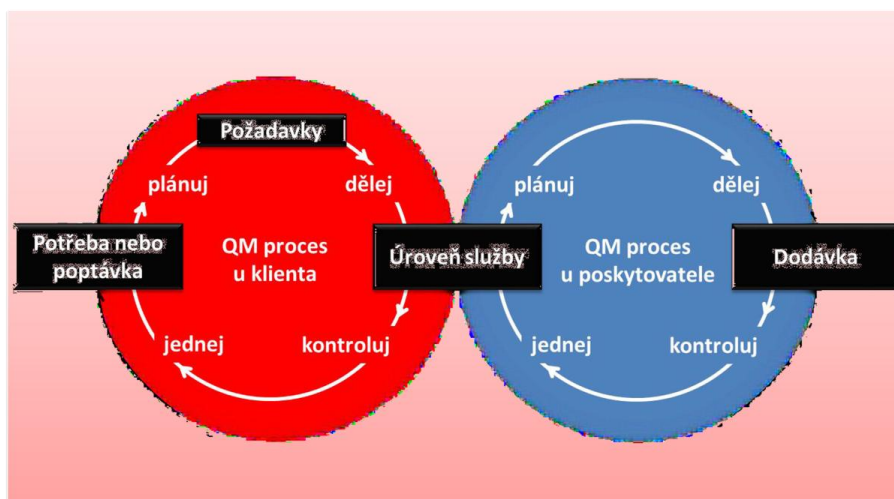 Požadavky
plánuj
dělej
Potřeba nebo
poptávka
QM proces
u klienta
Úroveň služby
jednej
kontroluj
plánuj
dělej
QM proces
u poskytovatele
Dodávka
jednej
kontroluj